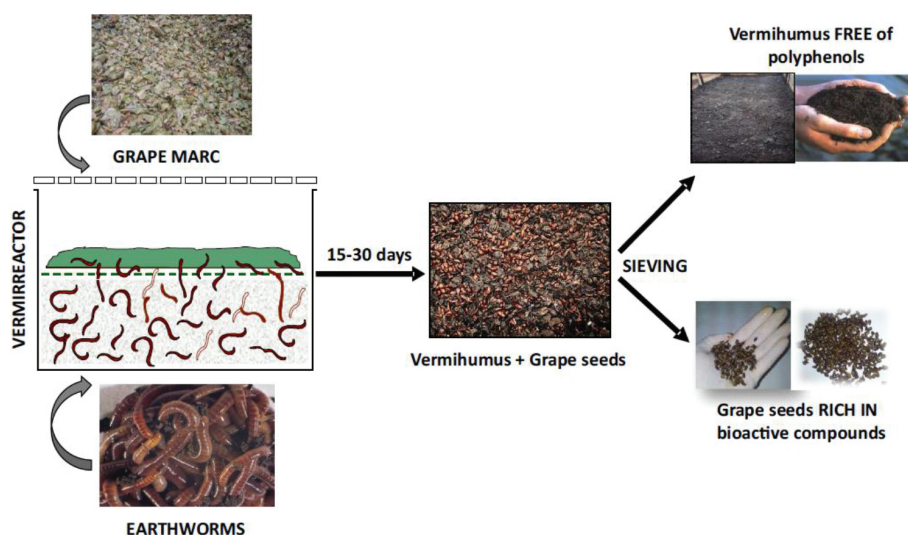 GRAPE MARC
VERMIRREACTOR
EARTHWORMS
15-30 days
Vermihumus + Grape seeds
SIEVING
Vermihumus FREE of
polyphenols
Grape seeds RICH IN
bioactive compounds